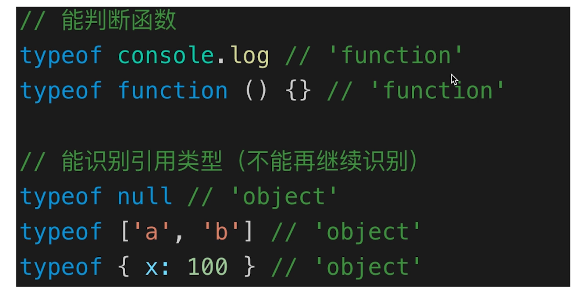 // 能判断函数
typeof console.log // 'function'
typeof function () {} // 'function'
// 能识别引用类型（不能再继续识别）
typeof null // 'object'
typeof ['a', 'b'] // 'object'
typeof { x: 100 } // 'object'